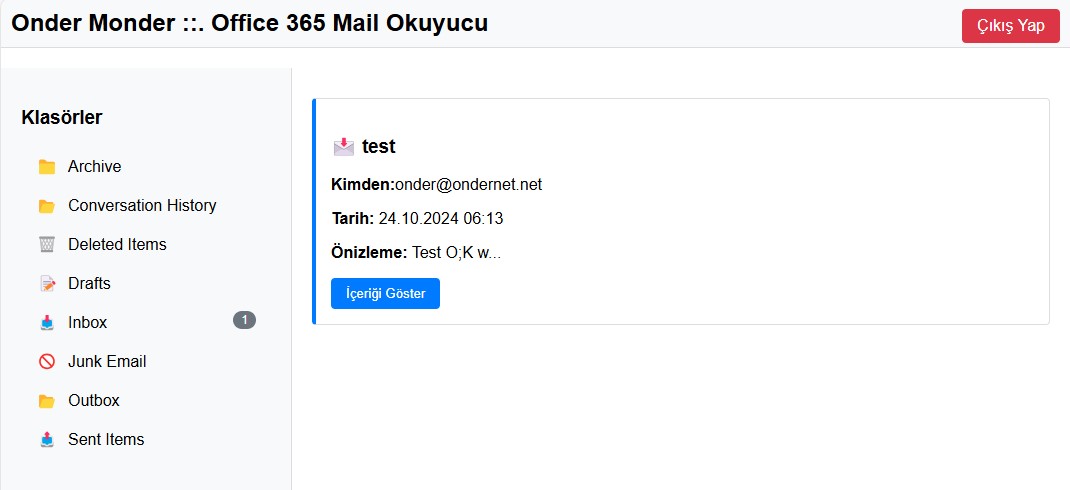 Onder Monder ::. Office 365 Mail Okuyucu
Çıkış Yap
Klasörler
Archive
Conversation History
Deleted Items
Drafts
Inbox 1
Junk Email
Outbox
Sent Items
test
Kimden:onder@ondernet.net
Tarih: 24.10.2024 06:13
Önizleme: Test O;K w...
İçeriği Göster